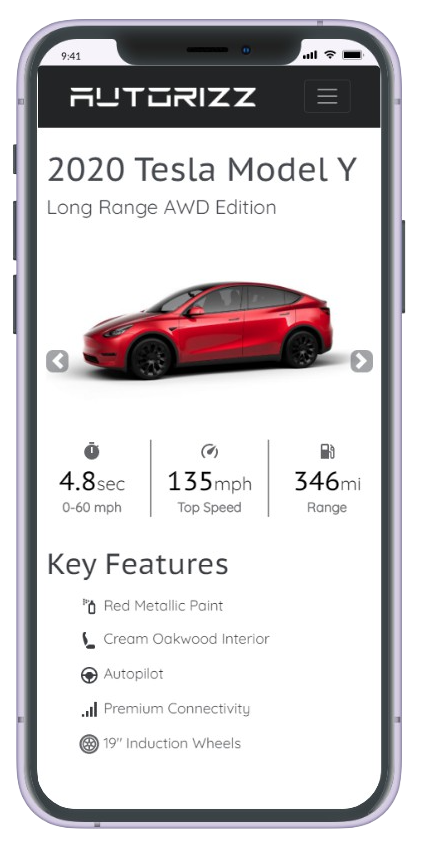 9:41
AUTORIZZ
2020 Tesla Model Y
Long Range AWD Edition
4.8sec 135mph 346mi
0-60 mph Top Speed Range
Key Features
Red Metallic Paint
Cream Oakwood Interior
Autopilot
Premium Connectivity
19" Induction Wheels